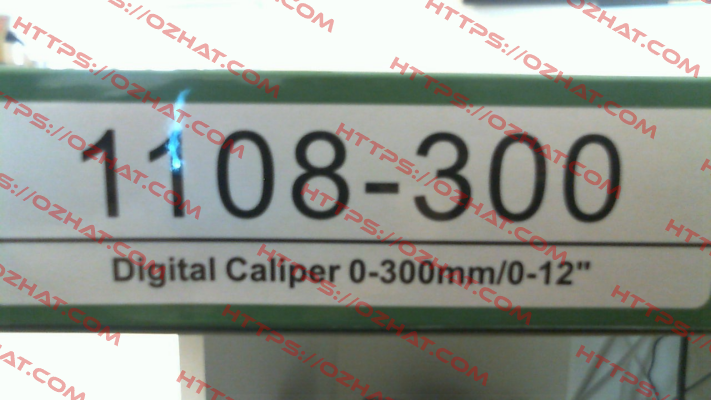 1108-300
Digital Caliper 0-300mm/0-12"
HTTPS://OZHAT.COM